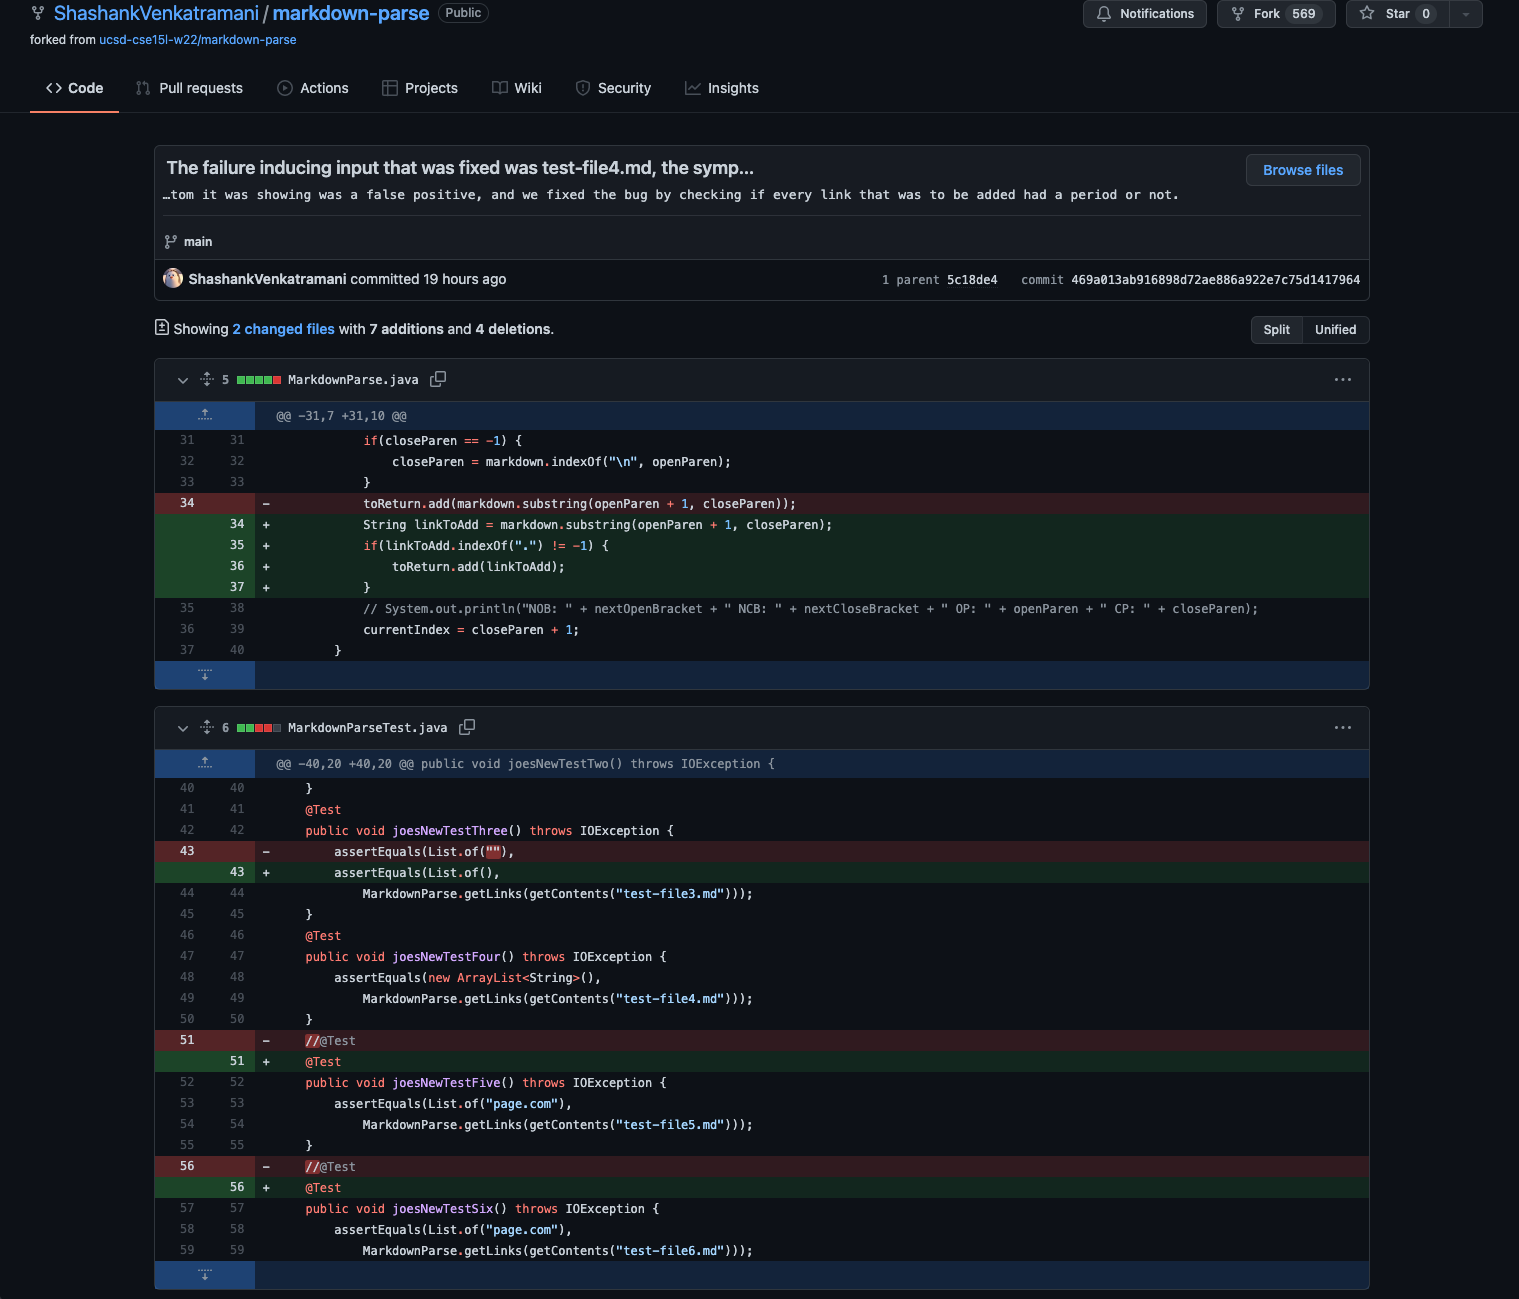 ShashankVenkatramani / markdown-parse Public
Notifications Fork 569 Star 0
forked from ucsd-cse15l-w22/markdown-parse
Code Pull requests Actions Projects Wiki Security Insights
The failure inducing input that was fixed was test-file4.md, the symp...
Browse files
…tom it was showing was a false positive, and we fixed the bug by checking if every link that was to be added had a period or not.
main
ShashankVenkatramani committed 19 hours ago 1 parent 5c18de4 commit 469a013ab916898d72ae886a922e7c75d1417964
Showing 2 changed files with 7 additions and 4 deletions. Split Unified
5 MarkdownParse.java
@@ -31,7 +31,10 @@
31 31 if(closeParen == -1) {
32 32 closeParen = markdown.indexOf("\n", openParen);
33 33 }
34 - toReturn.add(markdown.substring(openParen + 1, closeParen));
34 + String linkToAdd = markdown.substring(openParen + 1, closeParen);
35 + if(linkToAdd.indexOf(".") != -1) {
36 + toReturn.add(linkToAdd);
37 + }
35 38 // System.out.println("NOB: " + nextOpenBracket + " NCB: " + nextCloseBracket + " OP: " + openParen + " CP: " + closeParen);
36 39 currentIndex = closeParen + 1;
37 40 }
6 MarkdownParseTest.java
@@ -40,20 +40,20 @@ public void joesNewTestTwo() throws IOException {
40 40 }
41 41 @Test
42 42 public void joesNewTestThree() throws IOException {
43 - assertEquals(List.of(""),
43 + assertEquals(List.of(),
44 44 MarkdownParse.getLinks(getContents("test-file3.md")));
45 45 }
46 46 @Test
47 47 public void joesNewTestFour() throws IOException {
48 48 assertEquals(new ArrayList<String>(),
49 49 MarkdownParse.getLinks(getContents("test-file4.md")));
50 50 }
51 - //@Test
51 + @Test
52 52 public void joesNewTestFive() throws IOException {
53 53 assertEquals(List.of("page.com"),
54 54 MarkdownParse.getLinks(getContents("test-file5.md")));
55 55 }
56 - //@Test
56 + @Test
57 57 public void joesNewTestSix() throws IOException {
58 58 assertEquals(List.of("page.com"),
59 59 MarkdownParse.getLinks(getContents("test-file6.md")));